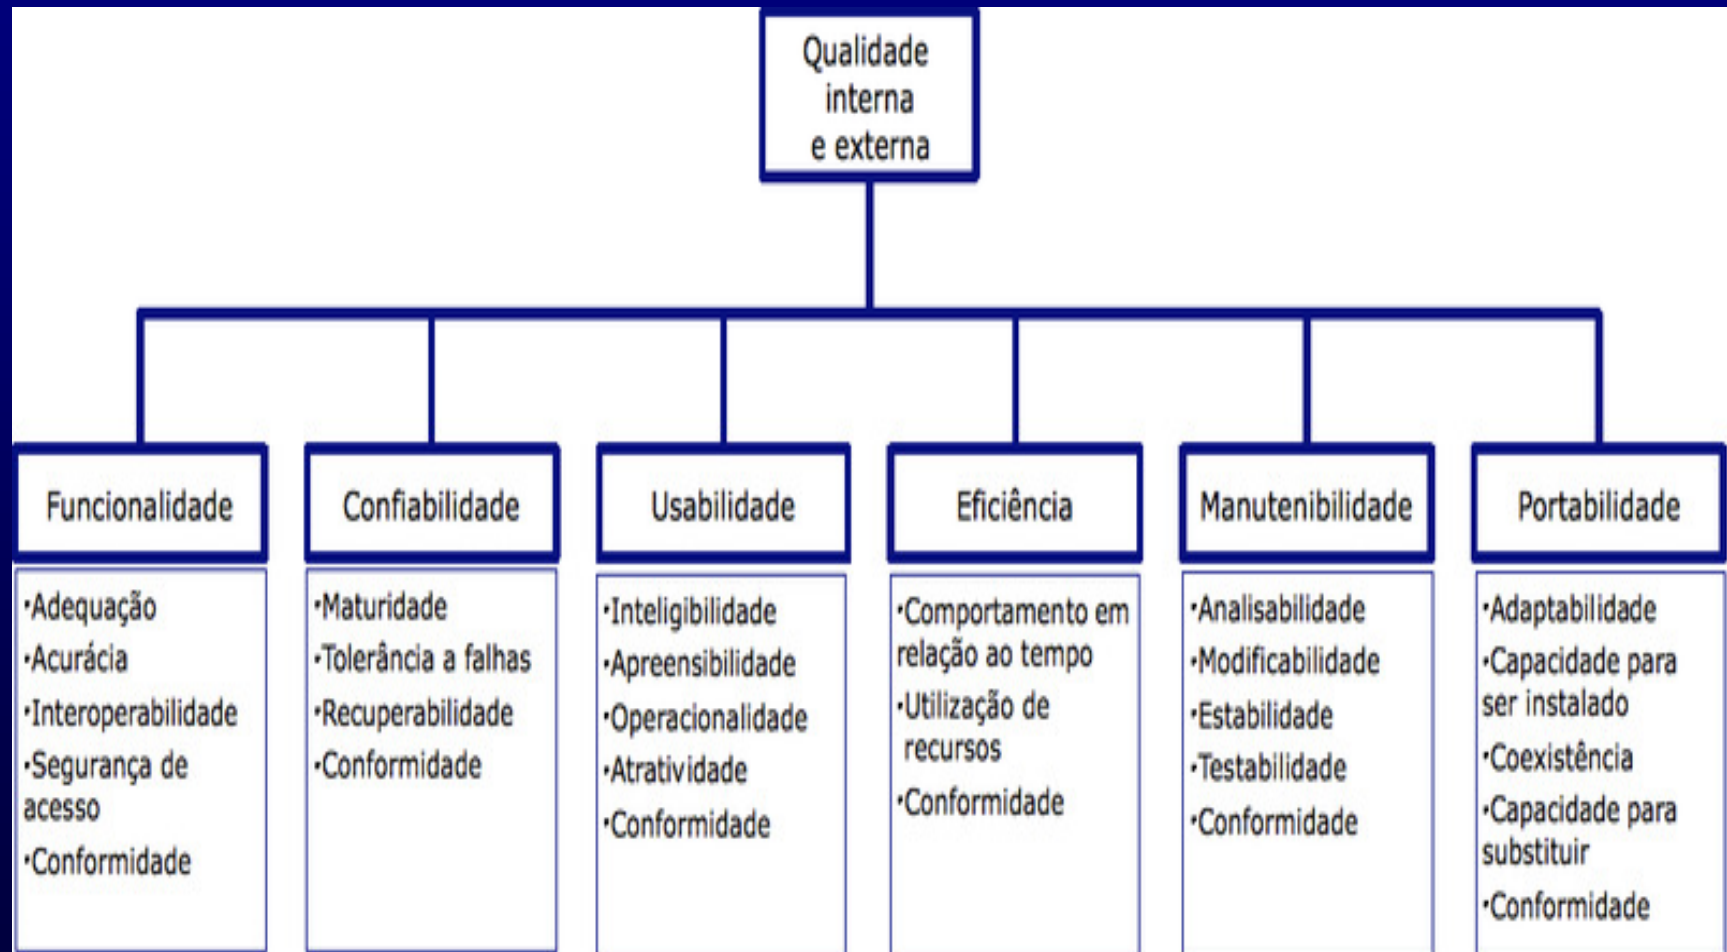 Qualidade
interna
e externa
Funcionalidade
·Adequação
·Acurácia
·Interoperabilidade
·Segurança de
acesso
·Conformidade
Confiabilidade
·Maturidade
·Tolerância a falhas
·Recuperabilidade
·Conformidade
Usabilidade
·Inteligibilidade
·Apreensibilidade
·Operacionalidade
·Atratividade
·Conformidade
Eficiência
·Comportamento em
relação ao tempo
·Utilização de
recursos
·Conformidade
Manutenibilidade
·Analisabilidade
·Modificabilidade
·Estabilidade
·Testabilidade
·Conformidade
Portabilidade
·Adaptabilidade
·Capacidade para
ser instalado
·Coexistência
·Capacidade para
substituir
·Conformidade